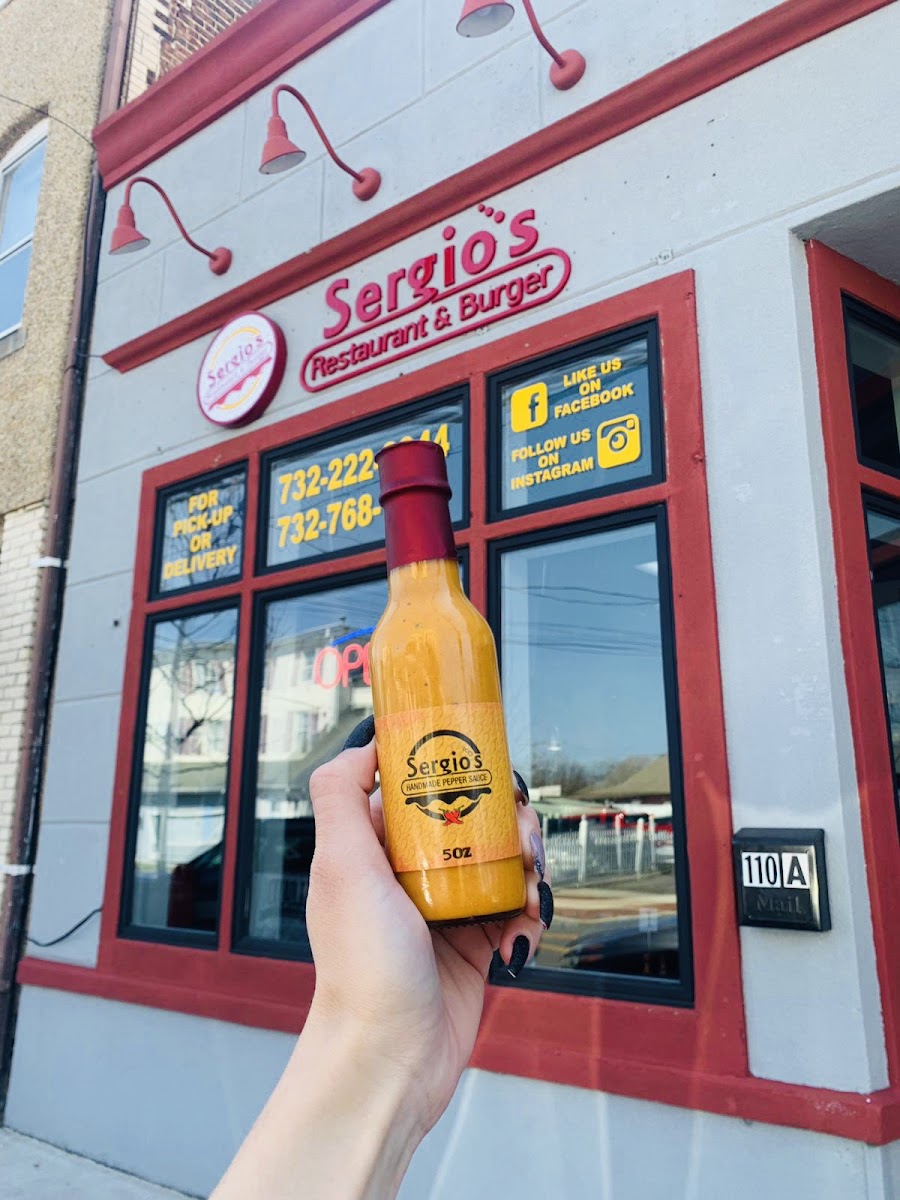 Sergio's
Restaurant & Burger
Sergio's
FOR
PICK-UP
OR
DELIVERY
732-222-
732-768-
LIKE US
ON
FACEBOOK
FOLLOW US
ON
INSTAGRAM
OPE
Sergio's
HANDMADE PEPPER SAUCE
5OZ
110 A
Mail